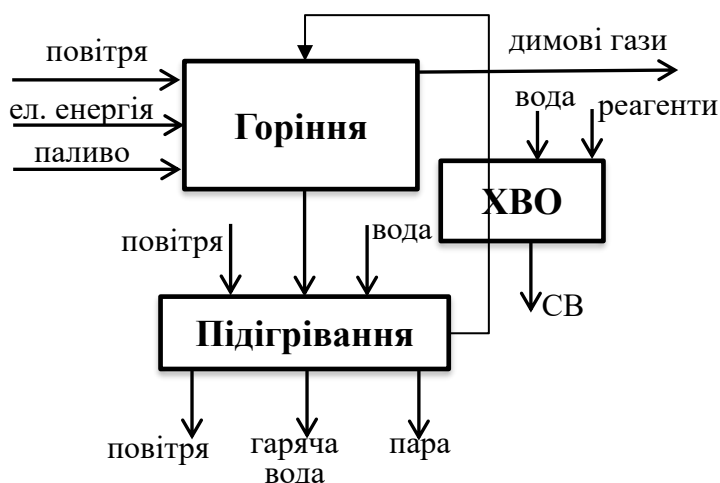 димові гази
повітря
ел. енергія
паливо
Горіння
вода
реагенти
ХВО
СВ
повітря
вода
Підігрівання
повітря
гаряча
вода
пара